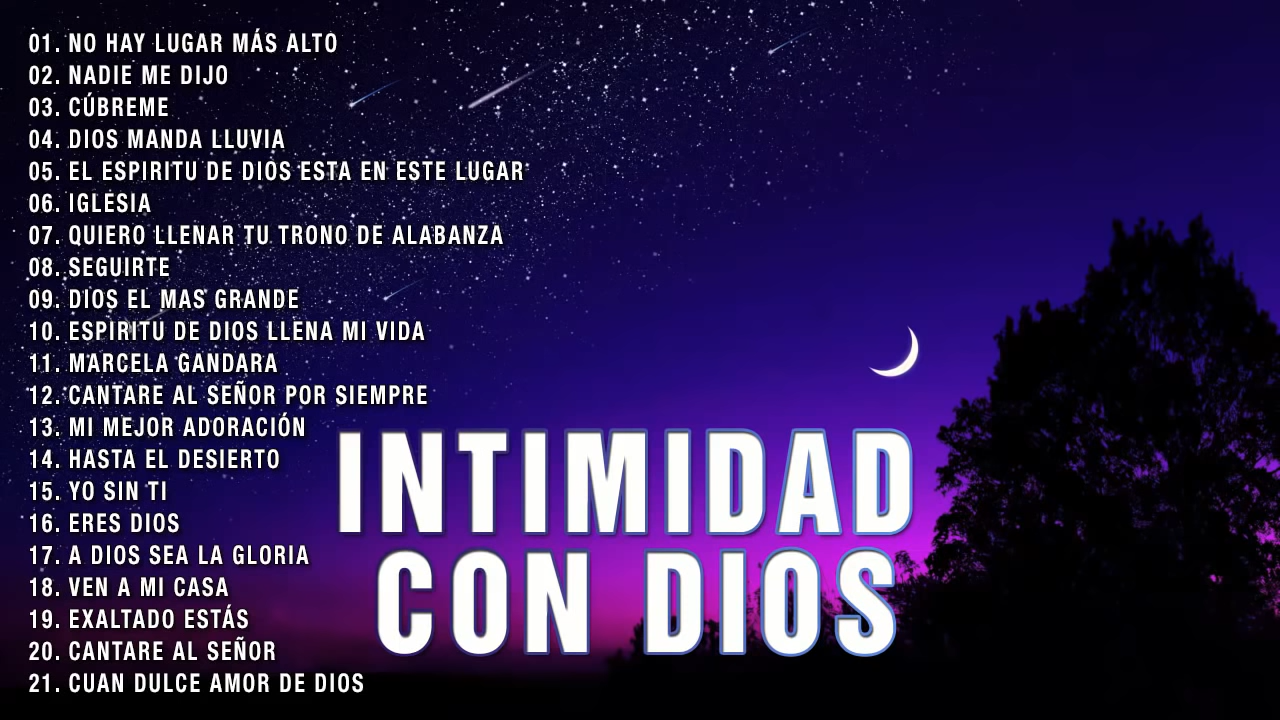 01. NO HAY LUGAR MÁS ALTO
02. NADIE ME DIJO
03. CÚBREME
04. DIOS MANDA LLUVIA
05. EL ESPIRITU DE DIOS ESTA EN ESTE LUGAR
06. IGLESIA
07. QUIERO LLENAR TU TRONO DE ALABANZA
08. SEGUIRTE
09. DIOS EL MAS GRANDE
10. ESPIRITU DE DIOS LLENA MI VIDA
11. MARCELA GANDARA
12. CANTARE AL SEÑOR POR SIEMPRE
13. MI MEJOR ADORACIÓN
14. HASTA EL DESIERTO
15. YO SIN TI
16. ERES DIOS
17. A DIOS SEA LA GLORIA
18. VEN A MI CASA
19. EXALTADO ESTÁS
20. CANTARE AL SEÑOR
21. CUAN DULCE AMOR DE DIOS
INTIMIDAD
CON DIOS